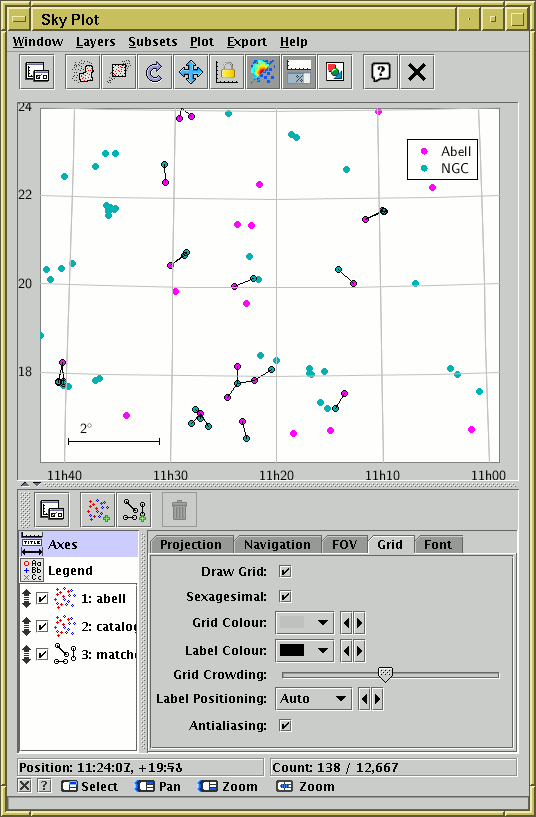 Sky Plot
Window Layers Subsets Plot Export Help
24
22
20
18
Abell
NGC
2°
11h40 11h30 11h20 11h10 11h00
Axes
Legend
1: abell
2: catalo
3: matche
Projection Navigation FOV Grid Font
Draw Grid:
Sexagesimal:
Grid Colour:
Label Colour:
Grid Crowding:
Label Positioning: Auto
Antialiasing:
Position: 11:24:07, Count: 138 / 12,667
Select Pan Zoom Zoom